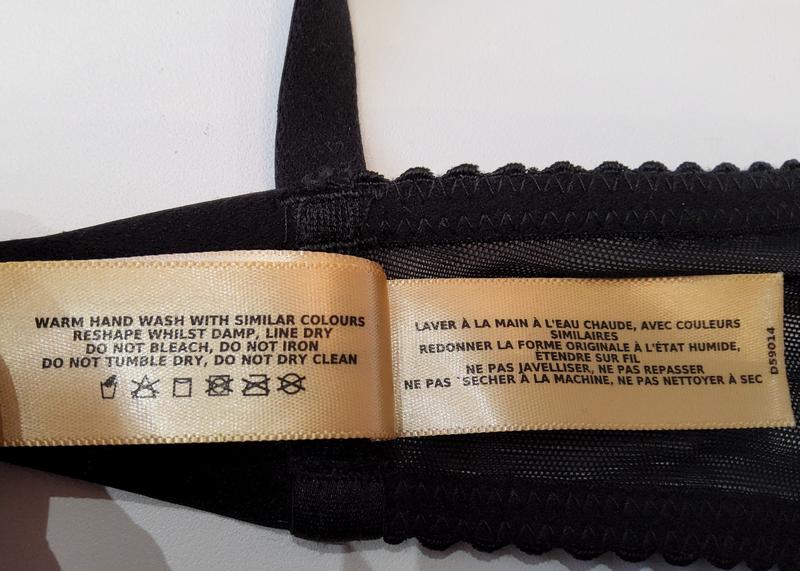 WARM HAND WASH WITH SIMILAR COLOURS
RESHAPE WHILST DAMP, LINE DRY
DO NOT BLEACH, DO NOT IRON
DO NOT TUMBLE DRY, DO NOT DRY CLEAN
LAVER À LA MAIN À L'EAU CHAUDE, AVEC COULEURS
SIMILAIRES
REDONNER LA FORME ORIGINALE À L'ÉTAT HUMIDE,
ÉTENDRE SUR FIL
NE PAS JAVELLISER, NE PAS REPASSER
NE PAS SECHER À LA MACHINE, NE PAS NETTOYER À SEC
D59014